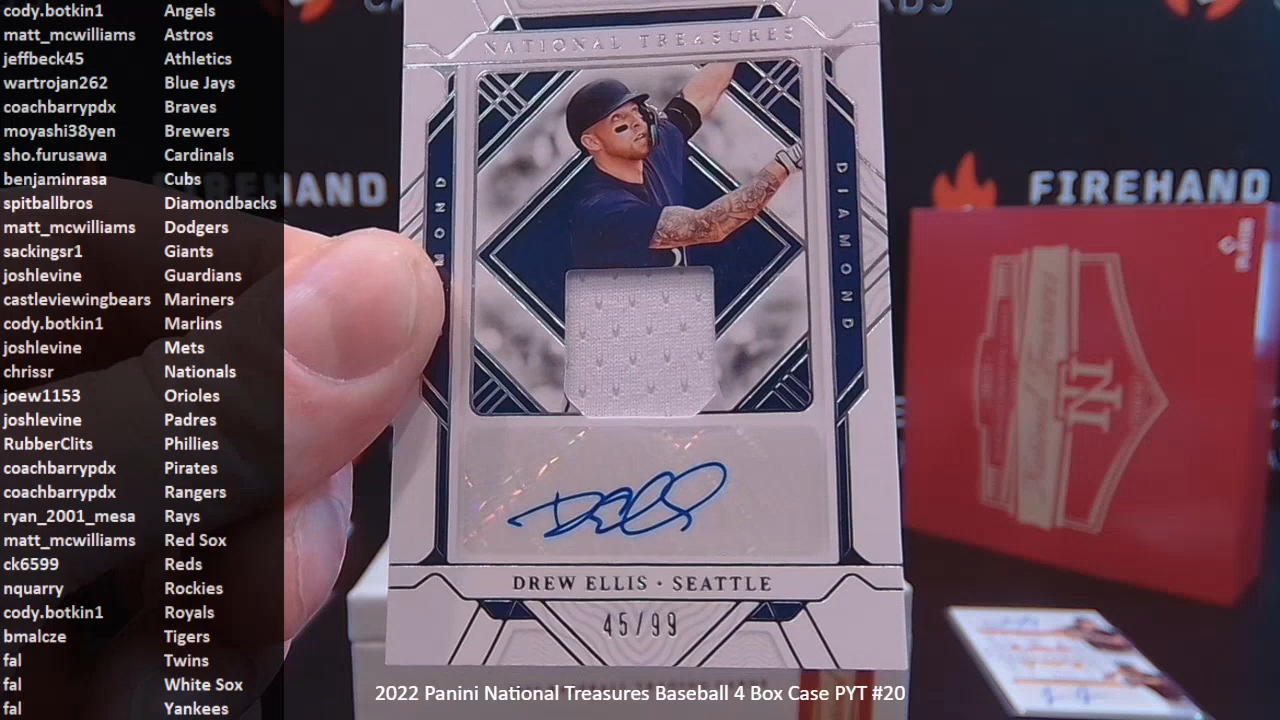 cody.botkin1 Angels
matt_mcwilliams Astros
jeffbeck45 Athletics
wartrojan262 Blue Jays
coachbarrypdx Braves
moyashi38yen Brewers
sho.furusawa Cardinals
benjaminrasa Cubs
spitballbros Diamondbacks
matt_mcwilliams Dodgers
sackingsr1 Giants
joshlevine Guardians
castleviewingbears Mariners
cody.botkin1 Marlins
joshlevine Mets
chrissr Nationals
joew1153 Orioles
joshlevine Padres
RubberClits Phillies
coachbarrypdx Pirates
coachbarrypdx Rangers
ryan_2001_mesa Rays
matt_mcwilliams Red Sox
ck6599 Reds
nquarry Rockies
cody.botkin1 Royals
bmalcze Tigers
fal Twins
fal White Sox
fal Yankees
NATIONAL TREASURES
MOND
DIAMOND
DREW ELLIS · SEATTLE
45/99
FIREHAND
National Treasures
NT
2022 Panini National Treasures Baseball 4 Box Case PYT #20